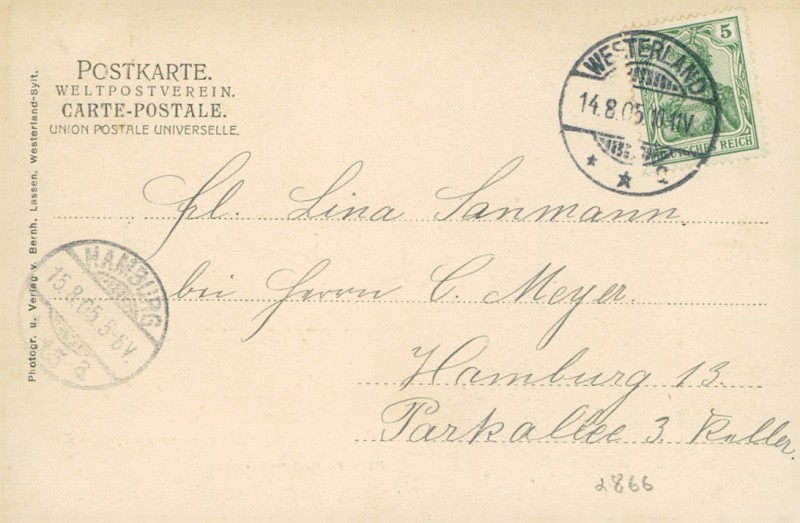 POSTKARTE.
WELTPOSTVEREIN.
CARTE-POSTALE.
UNION POSTALE UNIVERSELLE.
Photogr. u. Verlag v. Bernh. Lassen, Westerland-Sylt.
5
DEUTSCHES REICH
WESTERLAND
14.8.05.10-11V
Frl. Lina Sanmann
bei Herrn C. Meyer.
Hamburg 13.
Parkallee 3. Keller.
HAMBURG
15.8.05.5-6V
2866